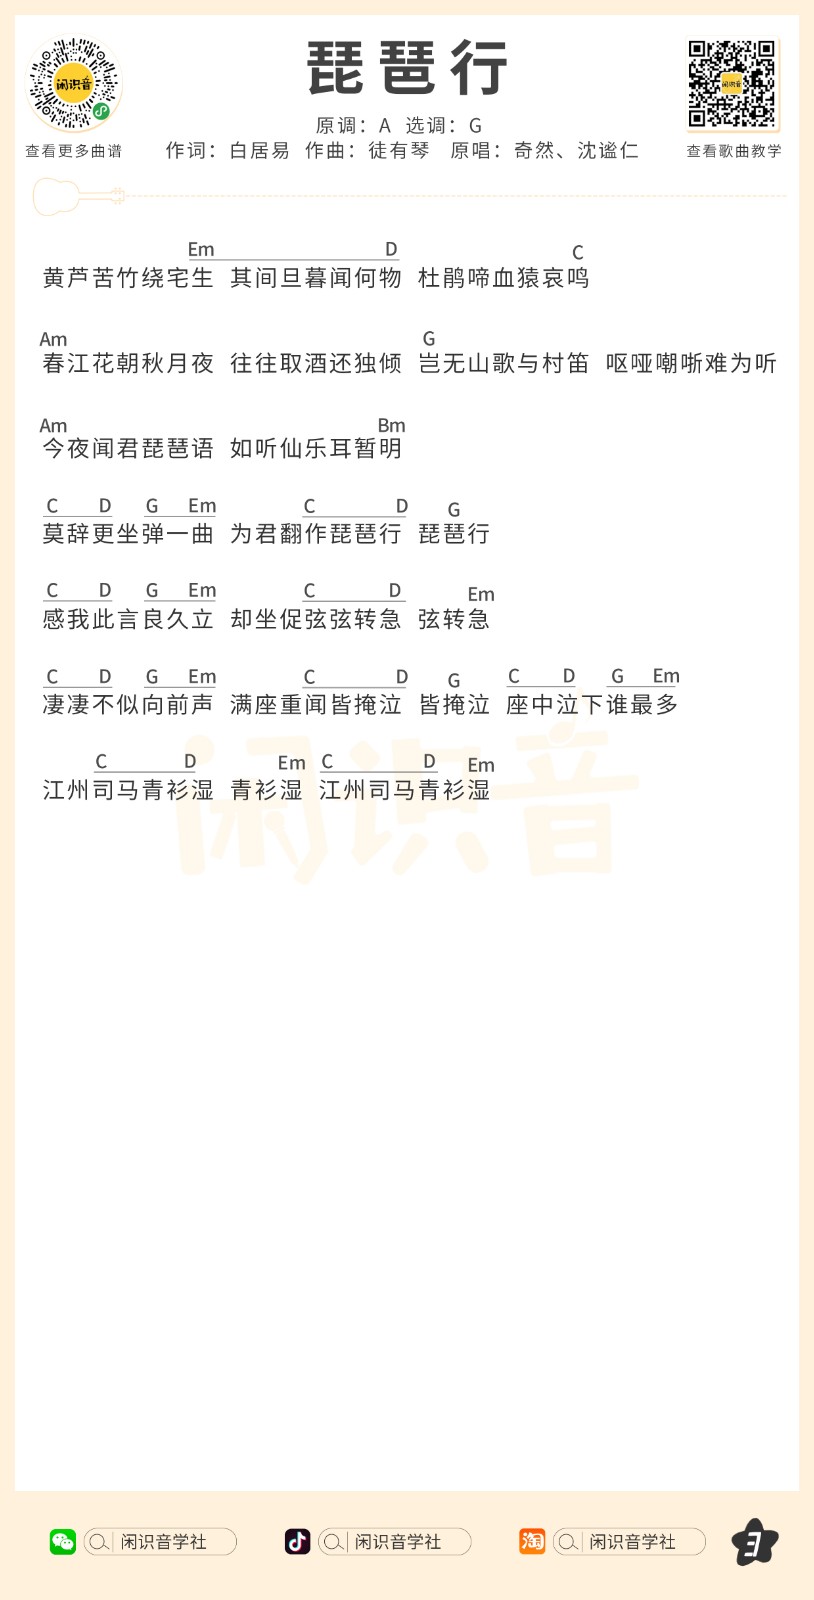 琵琶行
闲识音
闲识音
原调：A 选调：G
查看更多曲谱
作词：白居易 作曲：徒有琴 原唱：奇然、沈谧仁
查看歌曲教学
Em D C
黄芦苦竹绕宅生 其间旦暮闻何物 杜鹃啼血猿哀鸣
Am G
春江花朝秋月夜 往往取酒还独倾 岂无山歌与村笛 呕哑嘲哳难为听
Am Bm
今夜闻君琵琶语 如听仙乐耳暂明
C D G Em C D G
莫辞更坐弹一曲 为君翻作琵琶行 琵琶行
C D G Em C D Em
感我此言良久立 却坐促弦弦转急 弦转急
C D G Em C D G C D G Em
凄凄不似向前声 满座重闻皆掩泣 皆掩泣 座中泣下谁最多
C D Em C D Em
江州司马青衫湿 青衫湿 江州司马青衫湿
闲识音
闲识音学社 闲识音学社 淘 闲识音学社 3